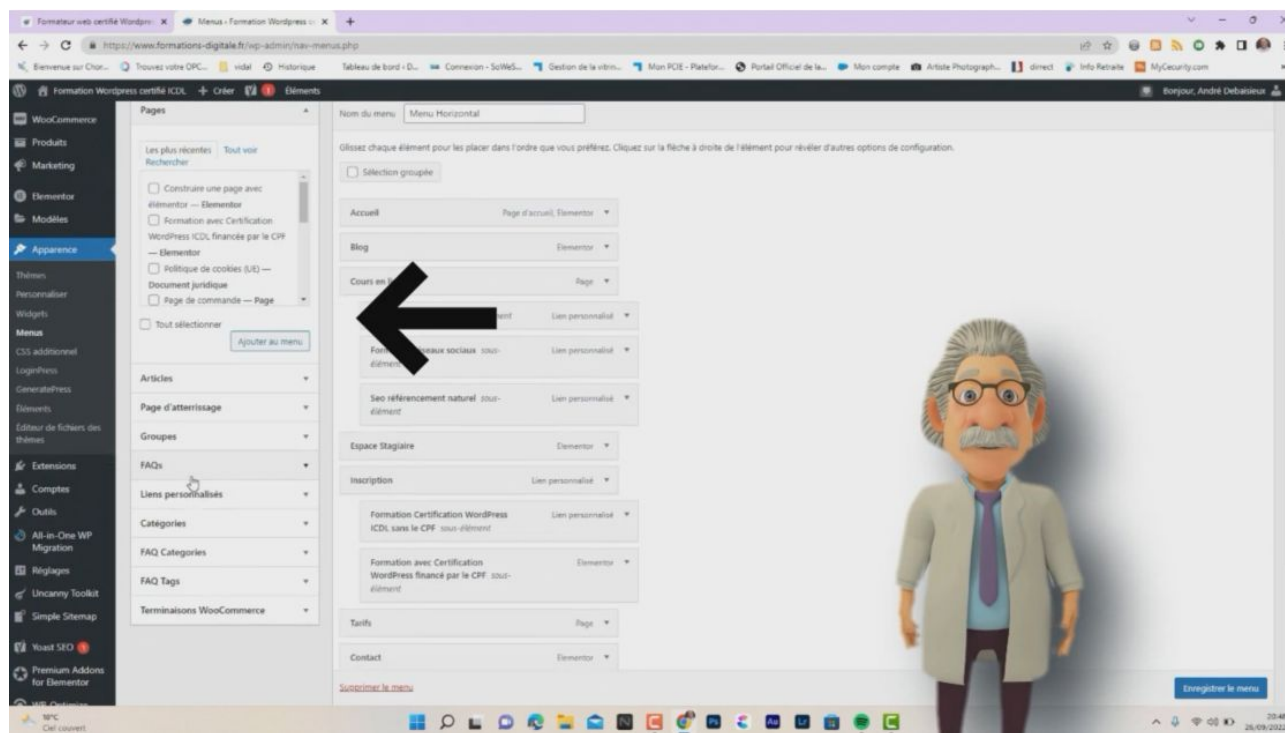 Formateur web certifié Wordpre
Menus ‹ Formation Wordpress c
https://www.formations-digitale.fr/wp-admin/nav-menus.php
Bienvenue sur Chor...
Trouvez votre OPC...
vidal
Historique
Tableau de bord ‹ D...
Connexion - SoWeS...
Gestion de la vitrin...
Mon PCIE - Platefor...
Portail Officiel de la...
Mon compte
Artiste Photograph...
direct
Info Retraite
MyCecurity.com
Formation Wordpress certifié ICDL
Créer
Éléments
Bonjour, André Debaisieux
WooCommerce
Produits
Marketing
Elementor
Modèles
Apparence
Thèmes
Personnaliser
Widgets
Menus
CSS additionnel
LoginPress
GeneratePress
Éléments
Éditeur de fichiers des
thèmes
Extensions
Comptes
Outils
All-in-One WP
Migration
Réglages
Uncanny Toolkit
Simple Sitemap
Yoast SEO
Premium Addons
for Elementor
Pages
Les plus récentes
Tout voir
Rechercher
Construire une page avec
élémentor — Elementor
Formation avec Certification
WordPress ICDL financée par le CPF
— Elementor
Politique de cookies (UE) —
Document juridique
Page de commande — Page
Tout sélectionner
Ajouter au menu
Articles
Page d'atterrissage
Groupes
FAQs
Liens personnalisés
Catégories
FAQ Categories
FAQ Tags
Terminaisons WooCommerce
Nom du menu
Menu Horizontal
Glissez chaque élément pour les placer dans l'ordre que vous préférez. Cliquez sur la flèche à droite de l'élément pour révéler d'autres options de configuration.
Sélection groupée
Accueil
Page d'accueil, Elementor
Blog
Elementor
Cours en
Page
Lien personnalisé
réseaux sociaux sous-
élément
Lien personnalisé
Seo référencement naturel sous-
élément
Lien personnalisé
Espace Stagiaire
Elementor
Inscription
Lien personnalisé
Formation Certification WordPress
ICDL sans le CPF sous-élément
Lien personnalisé
Formation avec Certification
WordPress financé par le CPF sous-
élément
Elementor
Tarifs
Page
Contact
Elementor
Supprimer le menu
Enregistrer le menu
18°C
Ciel couvert